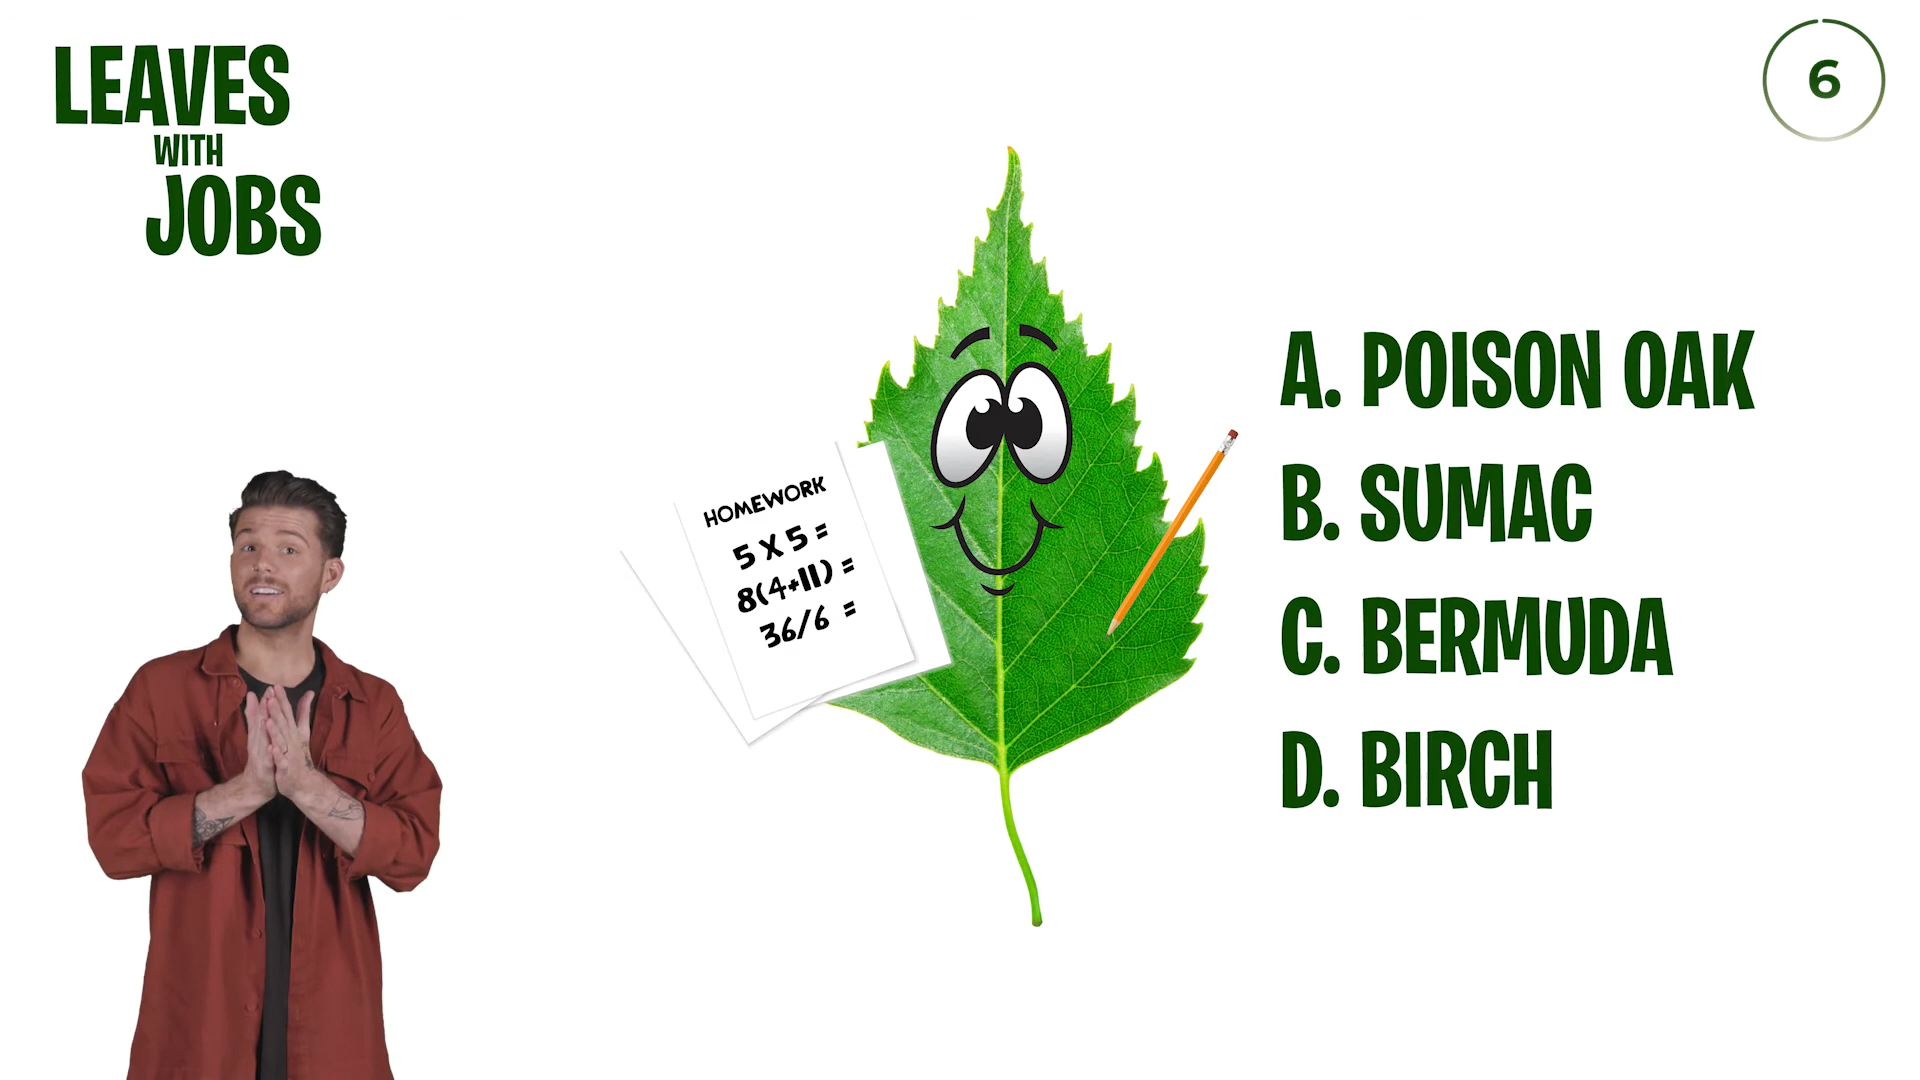 LEAVES
WITH
JOBS
6
HOMEWORK
5 X 5 =
8(4+11) =
36/6 =
A. POISON OAK
B. SUMAC
C. BERMUDA
D. BIRCH